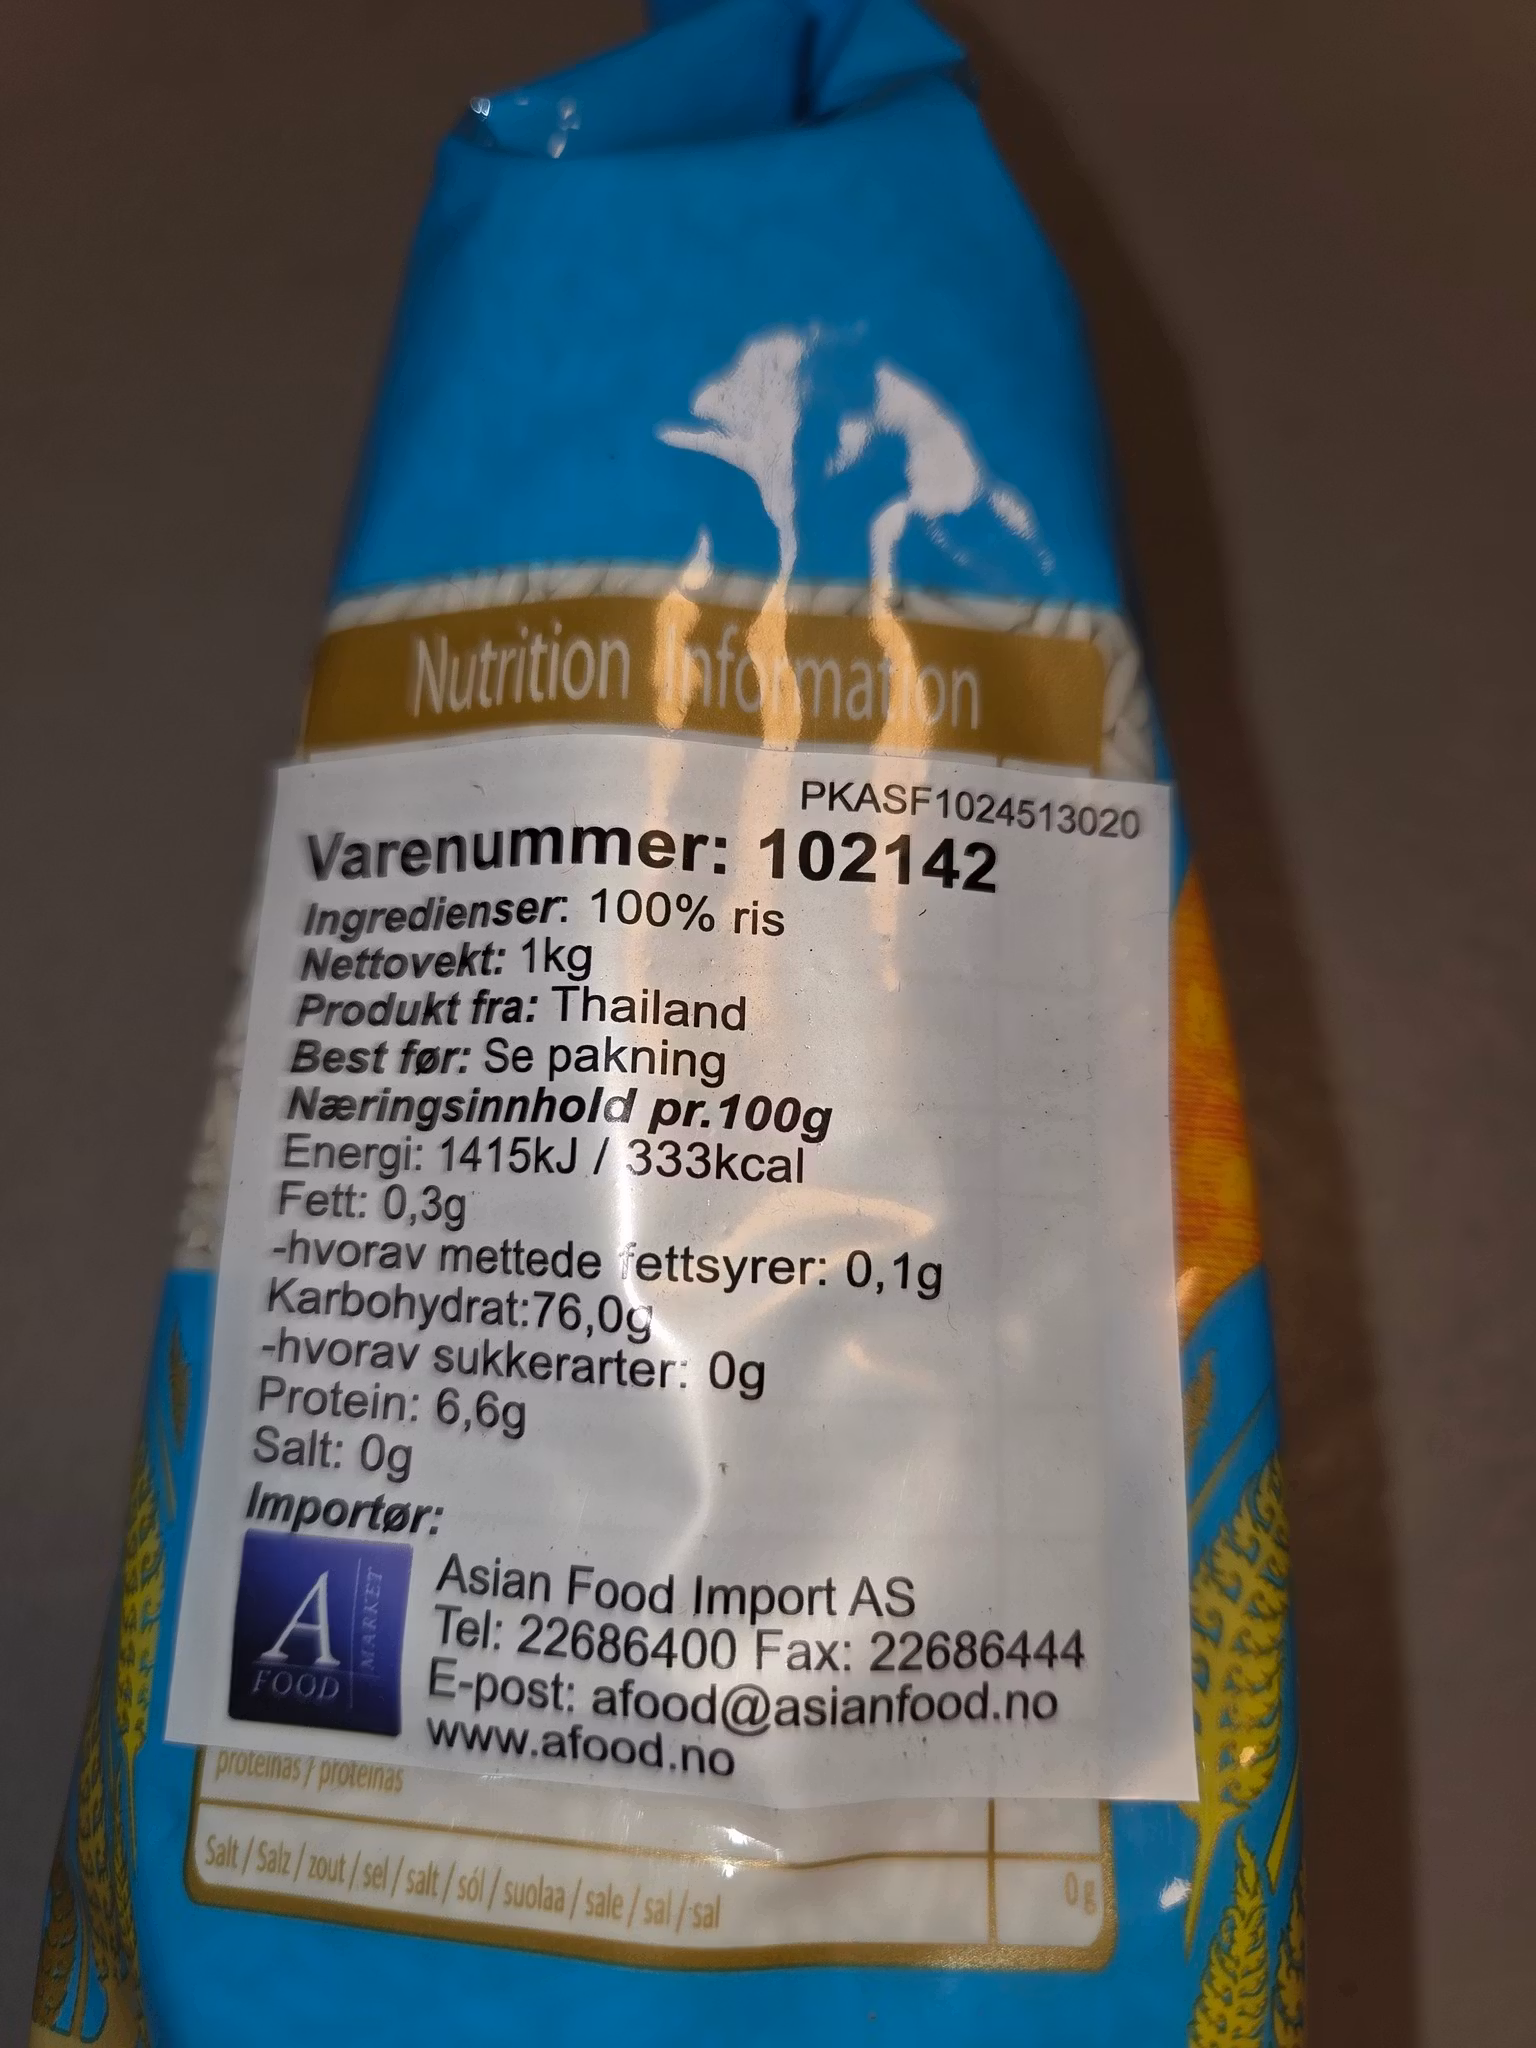 Nutrition Information
PKASF1024513020
Varenummer: 102142
Ingredienser: 100% ris
Nettovekt: 1kg
Produkt fra: Thailand
Best før: Se pakning
Næringsinnhold pr.100g
Energi: 1415kJ / 333kcal
Fett: 0,3g
-hvorav mettede fettsyrer: 0,1g
Karbohydrat:76,0g
-hvorav sukkerarter: 0g
Protein: 6,6g
Salt: 0g
Importør:
A FOOD MARKET
Asian Food Import AS
Tel: 22686400 Fax: 22686444
E-post: afood@asianfood.no
www.afood.no
proteínas / proteínas
Salt / Salz / zout / sel / salt / sól / suolaa / sale / sal / sal 0 g